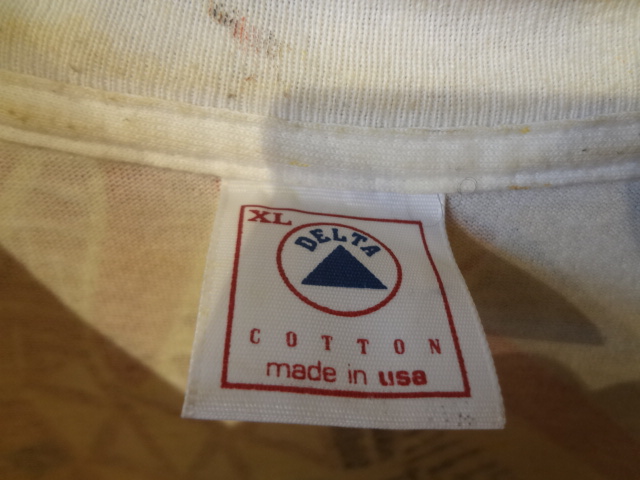 XL
DELTA
COTTON
made in usa